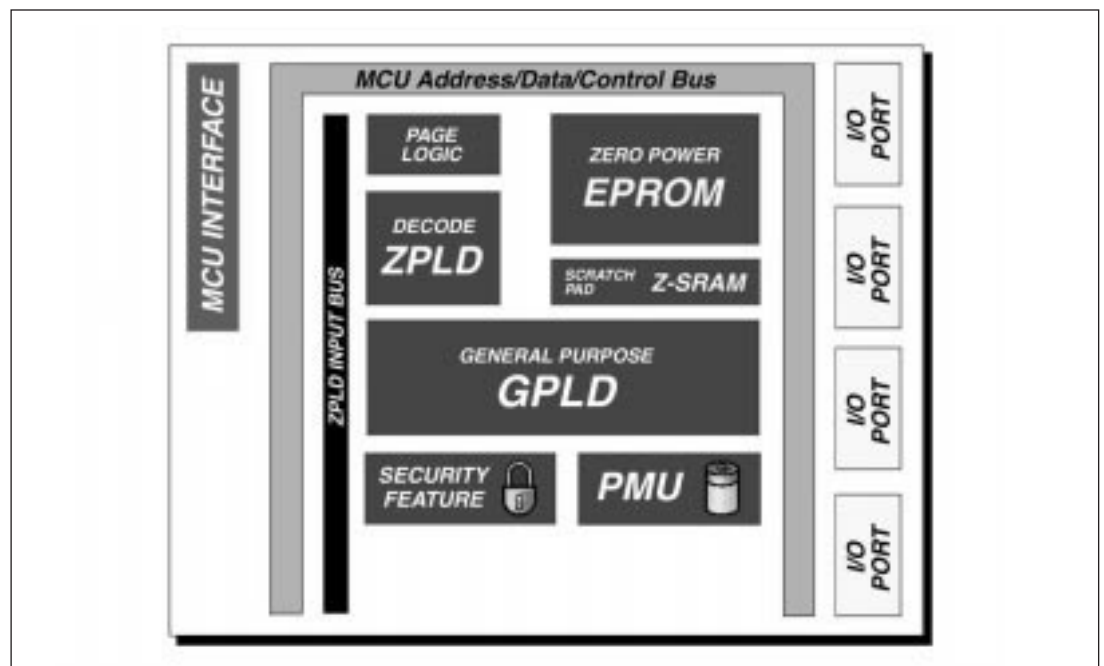 MCU Address/Data/Control Bus
MCU INTERFACE
ZPLD INPUT BUS
PAGE
LOGIC
ZERO POWER
EPROM
DECODE
ZPLD
SCRATCH
PAD
Z-SRAM
GENERAL PURPOSE
GPLD
SECURITY
FEATURE
PMU
I/O
PORT
I/O
PORT
I/O
PORT
I/O
PORT